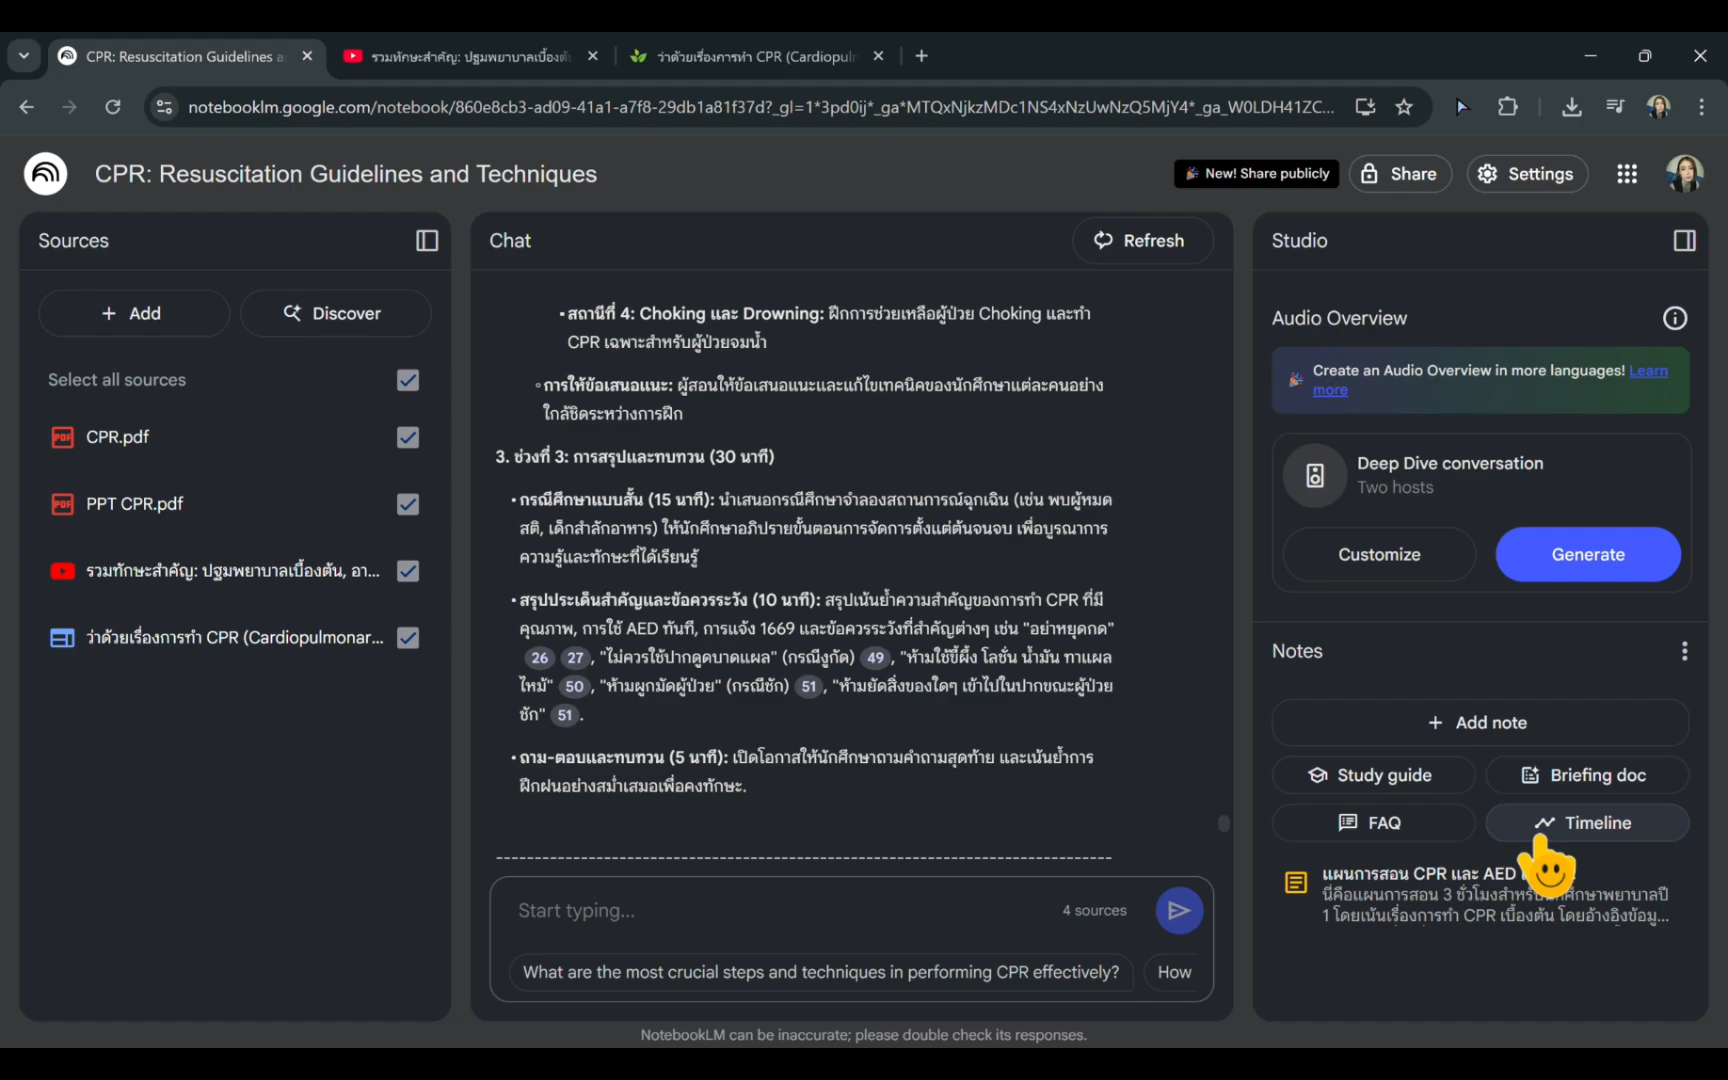 CPR: Resuscitation Guidelines a
รวมทักษะสำคัญ: ปฐมพยาบาลเบื้องต้น
ว่าด้วยเรื่องการทำ CPR (Cardiopul
notebooklm.google.com/notebook/860e8cb3-ad09-41a1-a7f8-29db1a81f37d?_gl=1*3pd0ij*_ga*MTQxNjkzMDc1NS4xNzUwNzQ5MjY4*_ga_W0LDH41ZC...
CPR: Resuscitation Guidelines and Techniques
New! Share publicly
Share
Settings
Sources
Add
Discover
Select all sources
CPR.pdf
PPT CPR.pdf
รวมทักษะสำคัญ: ปฐมพยาบาลเบื้องต้น, อา...
ว่าด้วยเรื่องการทำ CPR (Cardiopulmonar...
Chat
Refresh
▪ สถานีที่ 4: Choking และ Drowning: ฝึกการช่วยเหลือผู้ป่วย Choking และทำ
CPR เฉพาะสำหรับผู้ป่วยจมน้ำ
◦ การให้ข้อเสนอแนะ: ผู้สอนให้ข้อเสนอแนะและแก้ไขเทคนิคของนักศึกษาแต่ละคนอย่าง
ใกล้ชิดระหว่างการฝึก
3. ช่วงที่ 3: การสรุปและทบทวน (30 นาที)
• กรณีศึกษาแบบสั้น (15 นาที): นำเสนอกรณีศึกษาจำลองสถานการณ์ฉุกเฉิน (เช่น พบผู้หมด
สติ, เด็กสำลักอาหาร) ให้นักศึกษาอภิปรายขั้นตอนการจัดการตั้งแต่ต้นจนจบ เพื่อบูรณาการ
ความรู้และทักษะที่ได้เรียนรู้
• สรุปประเด็นสำคัญและข้อควรระวัง (10 นาที): สรุปเน้นย้ำความสำคัญของการทำ CPR ที่มี
คุณภาพ, การใช้ AED ทันที, การแจ้ง 1669 และข้อควรระวังที่สำคัญต่างๆ เช่น "อย่าหยุดกด"
26 27 , "ไม่ควรใช้ปากดูดบาดแผล" (กรณีงูกัด) 49 , "ห้ามใช้ขี้ผึ้ง โลชั่น น้ำมัน ทาแผล
ไหม้" 50 , "ห้ามผูกมัดผู้ป่วย" (กรณีชัก) 51 , "ห้ามยัดสิ่งของใดๆ เข้าไปในปากขณะผู้ป่วย
ชัก" 51 .
• ถาม-ตอบและทบทวน (5 นาที): เปิดโอกาสให้นักศึกษาถามคำถามสุดท้าย และเน้นย้ำการ
ฝึกฝนอย่างสม่ำเสมอเพื่อคงทักษะ.
Start typing...
4 sources
What are the most crucial steps and techniques in performing CPR effectively?
How
NotebookLM can be inaccurate; please double check its responses.
Studio
Audio Overview
Create an Audio Overview in more languages! Learn
more
Deep Dive conversation
Two hosts
Customize
Generate
Notes
Add note
Study guide
Briefing doc
FAQ
Timeline
แผนการสอน CPR และ AED
นี่คือแผนการสอน 3 ชั่วโมงสำหรับนักศึกษาพยาบาลปี
1 โดยเน้นเรื่องการทำ CPR เบื้องต้น โดยอ้างอิงข้อมู...